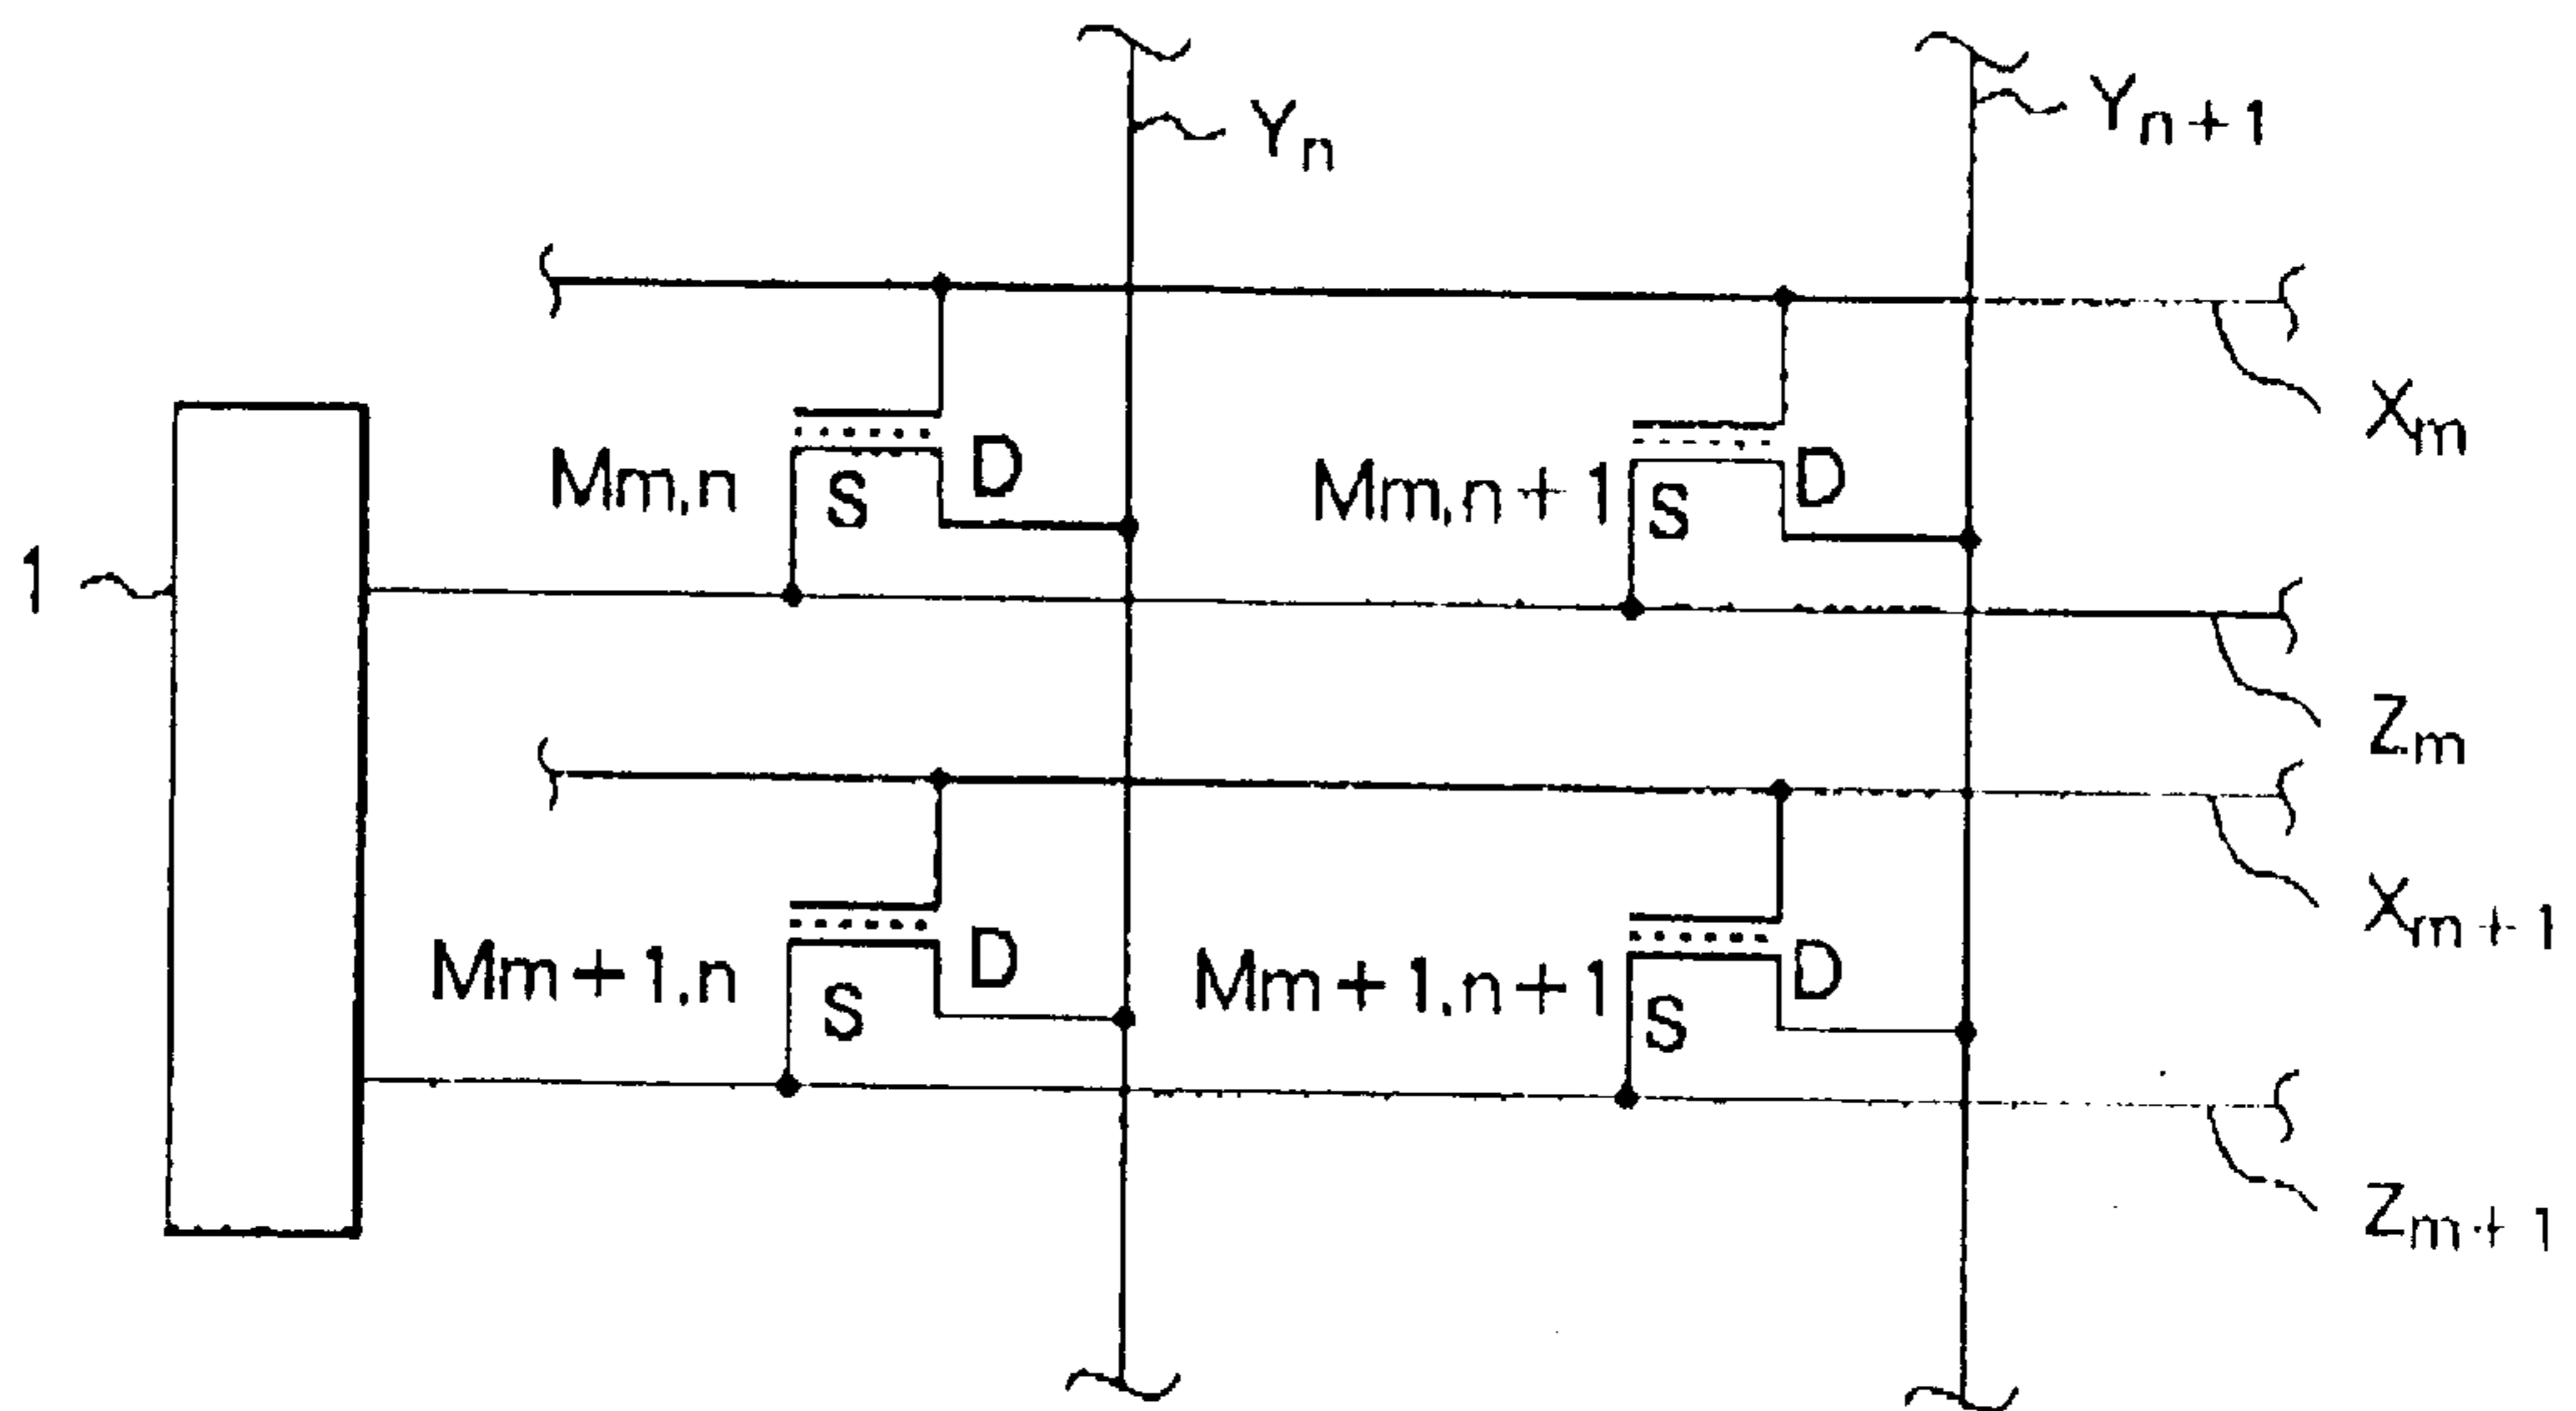 Yn
Yn+1
Xm
Mm,n
S
D
Mm,n+1
S
D
1
Zm
Xm+1
Mm+1,n
S
D
Mm+1,n+1
S
D
Zm+1